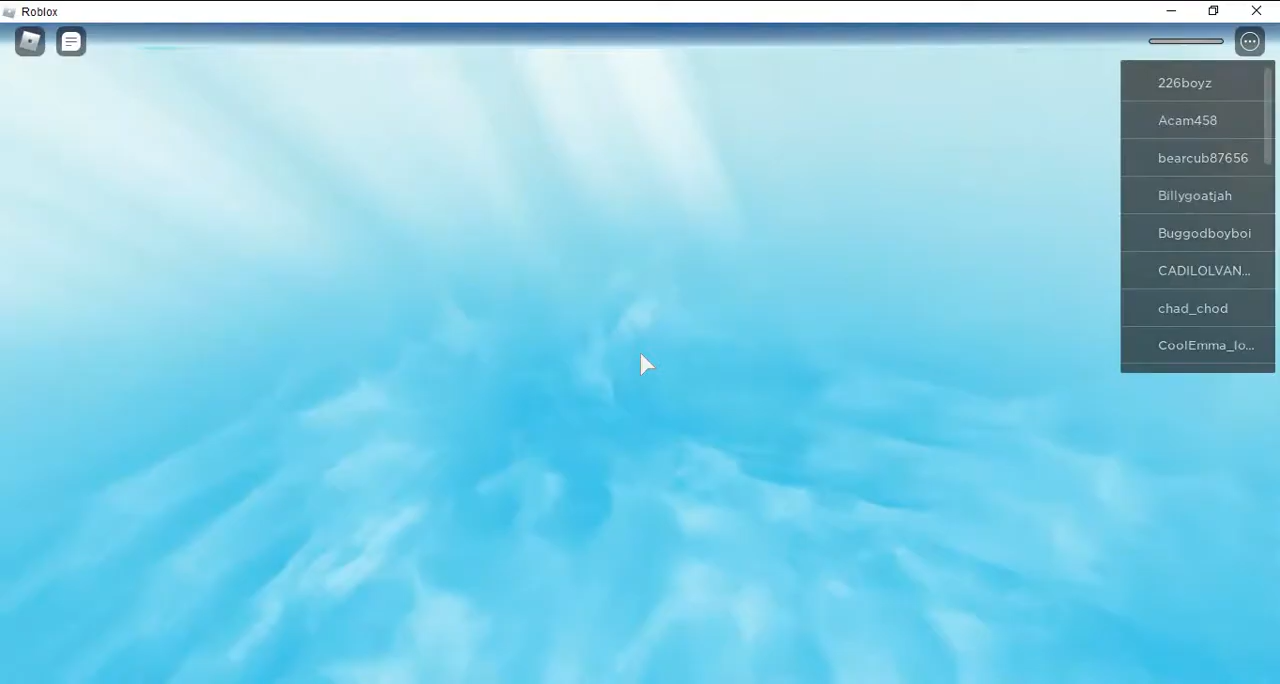 Roblox
226boyz
Acam458
bearcub87656
Billygoatjah
Buggodboyboi
CADILOLVAN...
chad_chod
CoolEmma_lo...